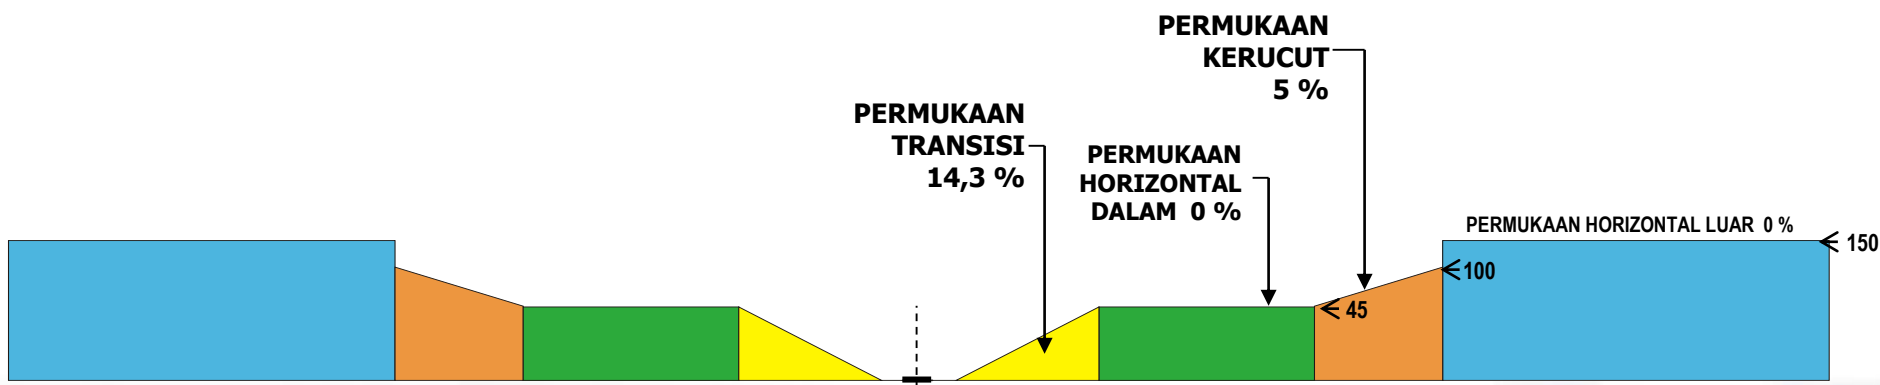 PERMUKAAN
KERUCUT
5 %
PERMUKAAN
TRANSISI
14,3 %
PERMUKAAN
HORIZONTAL
DALAM 0 %
PERMUKAAN HORIZONTAL LUAR 0 %
150
100
45